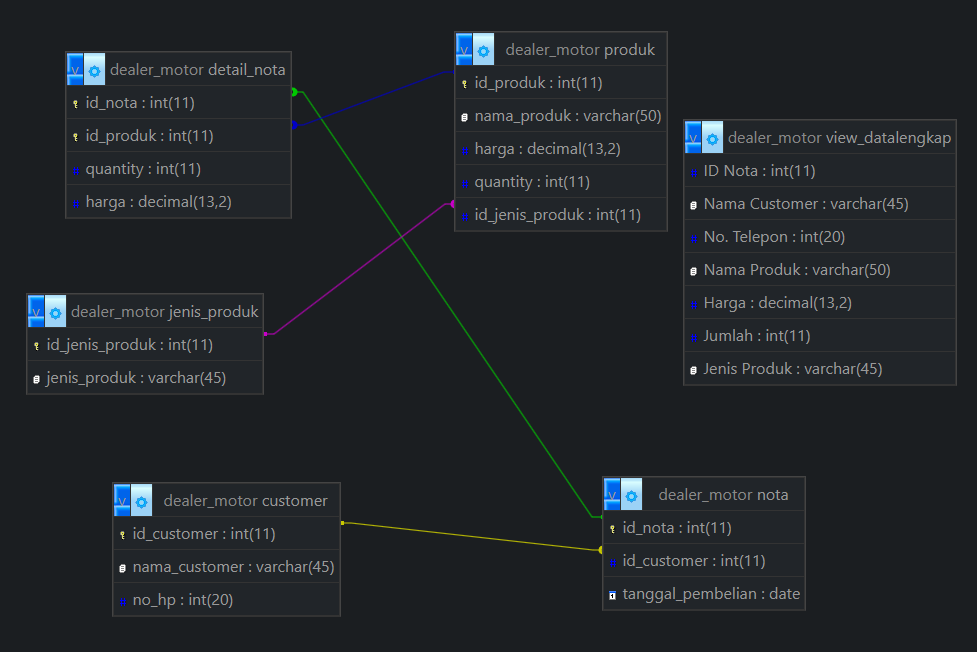 dealer_motor detail_nota
id_nota : int(11)
id_produk : int(11)
quantity : int(11)
harga : decimal(13,2)
dealer_motor produk
id_produk : int(11)
nama_produk : varchar(50)
harga : decimal(13,2)
quantity : int(11)
id_jenis_produk : int(11)
dealer_motor view_datalengkap
ID Nota : int(11)
Nama Customer : varchar(45)
No. Telepon : int(20)
Nama Produk : varchar(50)
Harga : decimal(13,2)
Jumlah : int(11)
Jenis Produk : varchar(45)
dealer_motor jenis_produk
id_jenis_produk : int(11)
jenis_produk : varchar(45)
dealer_motor customer
id_customer : int(11)
nama_customer : varchar(45)
no_hp : int(20)
dealer_motor nota
id_nota : int(11)
id_customer : int(11)
tanggal_pembelian : date